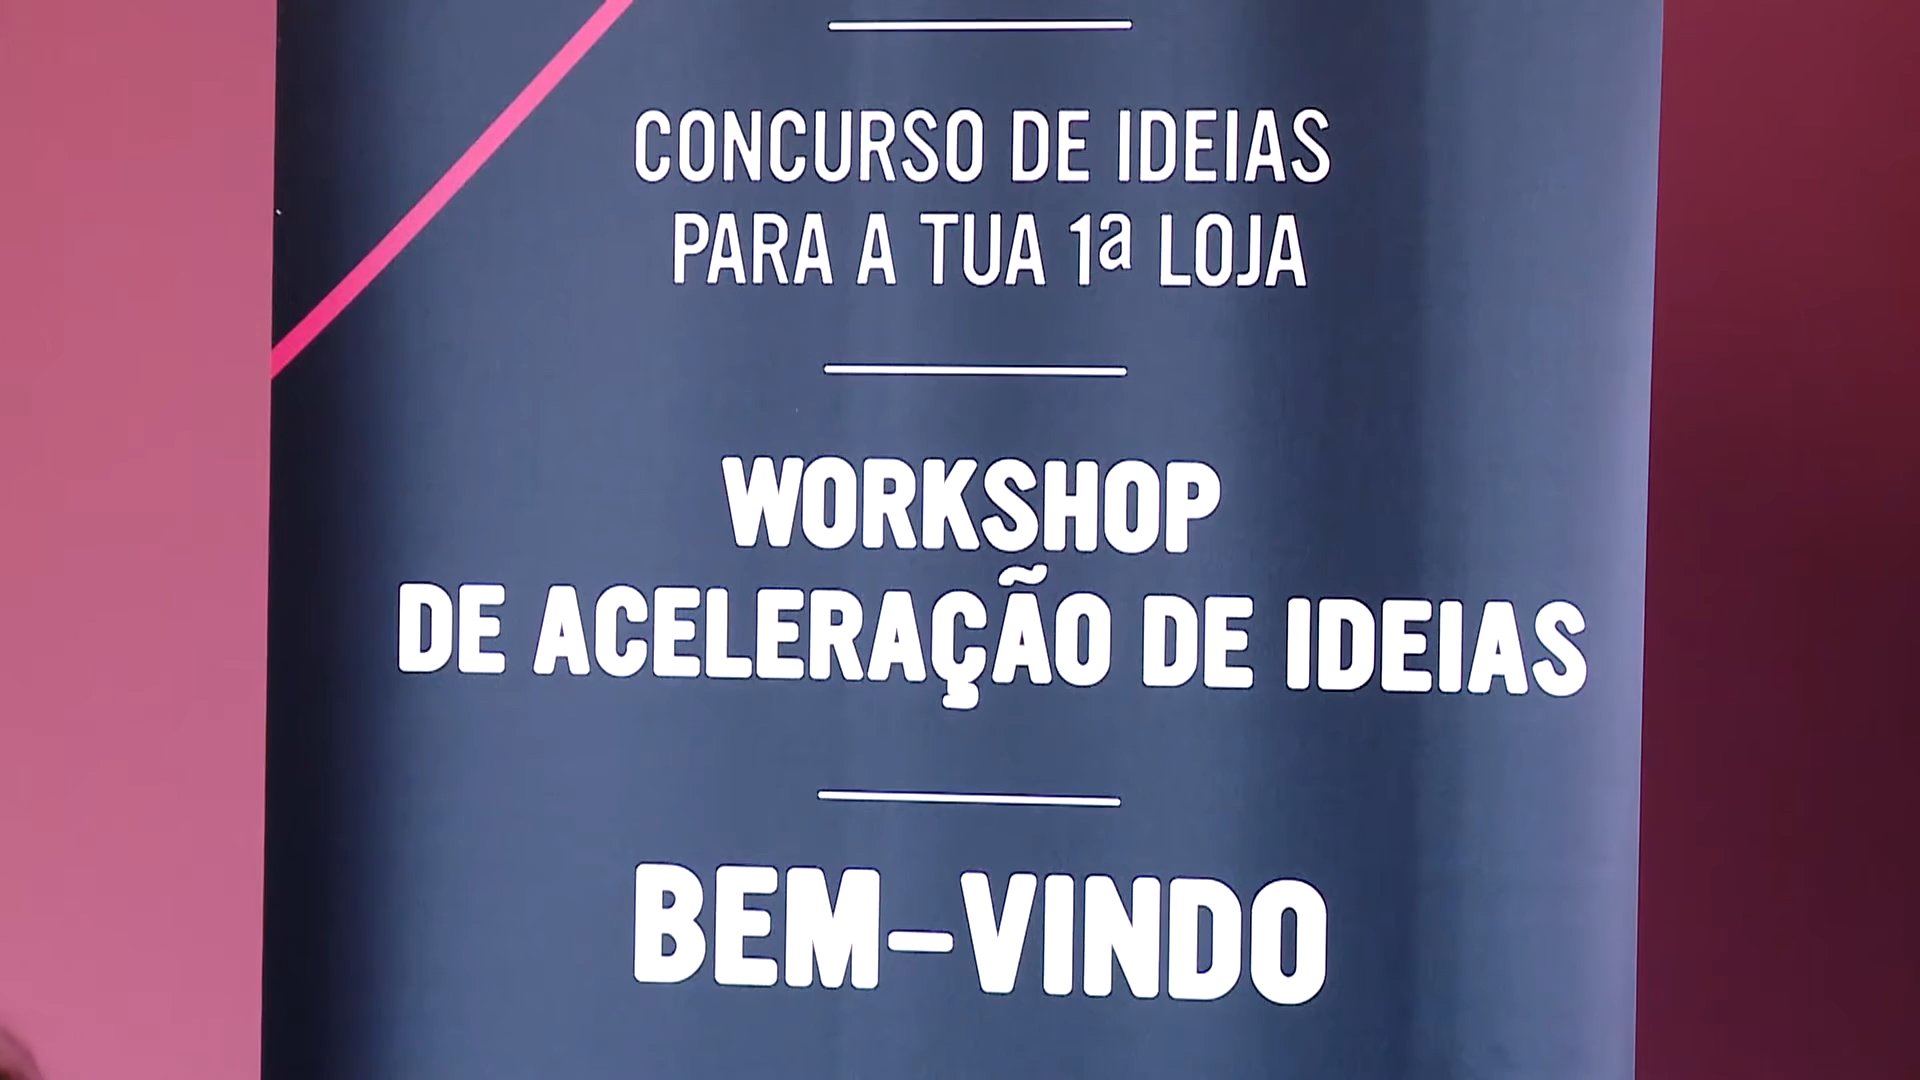 CONCURSO DE IDEIAS
PARA A TUA 1ª LOJA
WORKSHOP
DE ACELERAÇÃO DE IDEIAS
BEM-VINDO